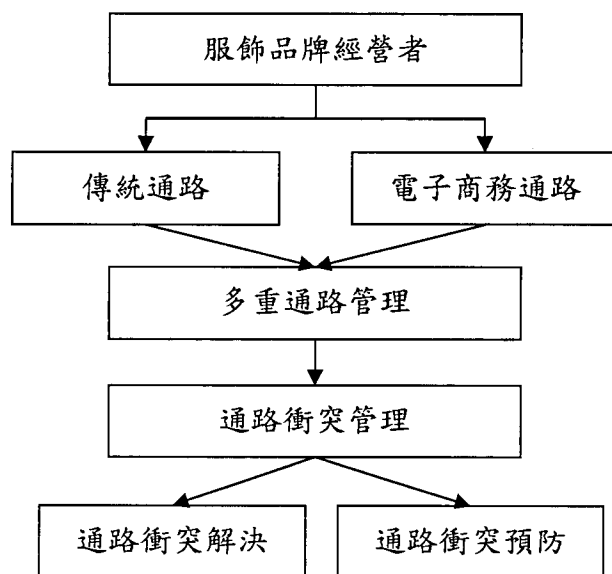 服飾品牌經營者
傳統通路
電子商務通路
多重通路管理
通路衝突管理
通路衝突解決
通路衝突預防